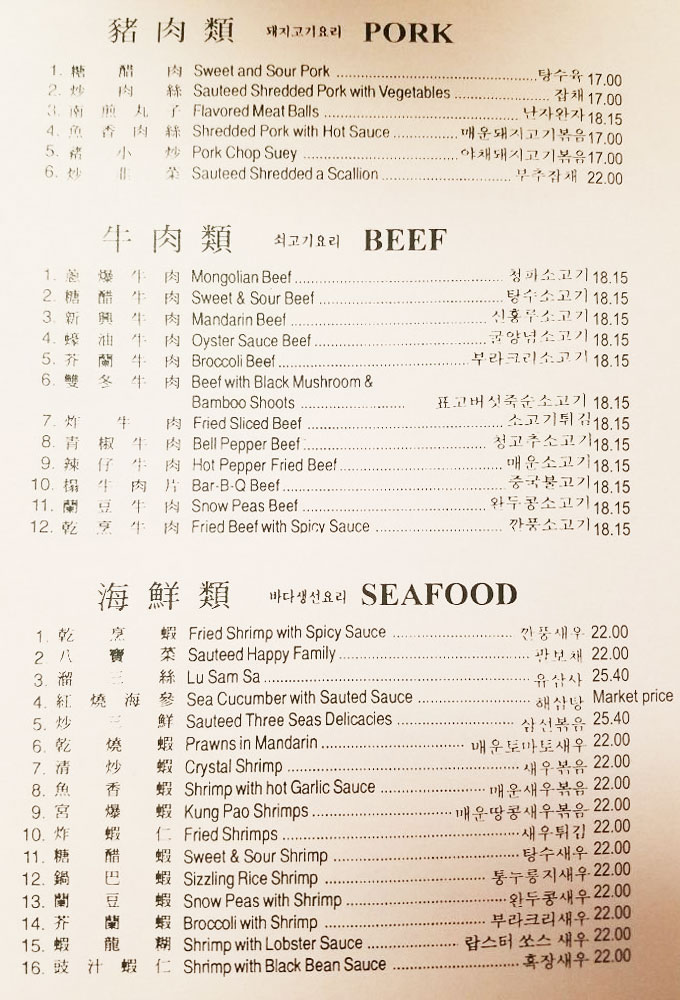 豬肉類 돼지고기요리 PORK
1. 糖醋肉 Sweet and Sour Pork 탕수육 17.00
2. 炒肉絲 Sauteed Shredded Pork with Vegetables 잡채 17.00
3. 南煎丸子 Flavored Meat Balls 난자완자 18.15
4. 魚香肉絲 Shredded Pork with Hot Sauce 매운돼지고기볶음 17.00
5. 豬小炒 Pork Chop Suey 야채돼지고기볶음 17.00
6. 炒韭菜 Sauteed Shredded a Scallion 부추잡채 22.00
牛肉類 쇠고기요리 BEEF
1. 蔥爆牛肉 Mongolian Beef 청파소고기 18.15
2. 糖醋牛肉 Sweet & Sour Beef 탕수소고기 18.15
3. 新興牛肉 Mandarin Beef 신흥루소고기 18.15
4. 蠔油牛肉 Oyster Sauce Beef 굴양념소고기 18.15
5. 芥蘭牛肉 Broccoli Beef 부라크리소고기 18.15
6. 雙冬牛肉 Beef with Black Mushroom &
Bamboo Shoots 표고버섯죽순소고기 18.15
7. 炸牛肉 Fried Sliced Beef 소고기튀김 18.15
8. 青椒牛肉 Bell Pepper Beef 청고추소고기 18.15
9. 辣仔牛肉 Hot Pepper Fried Beef 매운소고기 18.15
10. 牛肉片 Bar-B-Q Beef 중국불고기 18.15
11. 蘭豆牛肉 Snow Peas Beef 완두콩소고기 18.15
12. 乾烹牛肉 Fried Beef with Spicy Sauce 깐풍소고기 18.15
海鮮類 바다생선요리 SEAFOOD
1. 乾烹蝦 Fried Shrimp with Spicy Sauce 깐풍새우 22.00
2 八寶菜 Sauteed Happy Family 팔보채 22.00
3. 溜三絲 Lu Sam Sa 유산사 25.40
4. 紅燒海參 Sea Cucumber with Sauted Sauce 해삼탕 Market price
5. 炒三鮮 Sauteed Three Seas Delicacies 삼선볶음 25.40
6. 乾燒蝦 Prawns in Mandarin 매운토마토새우 22.00
7. 清炒蝦 Crystal Shrimp 새우볶음 22.00
8. 魚香蝦 Shrimp with hot Garlic Sauce 매운새우볶음 22.00
9. 宮爆蝦 Kung Pao Shrimps 매운땅콩새우볶음 22.00
10. 炸蝦仁 Fried Shrimps 새우튀김 22.00
11. 糖醋蝦 Sweet & Sour Shrimp 탕수새우 22.00
12. 鍋巴蝦 Sizzling Rice Shrimp 통누룽지새우 22.00
13. 蘭豆蝦 Snow Peas with Shrimp 완두콩새우 22.00
14. 芥蘭蝦 Broccoli with Shrimp 부라크리새우 22.00
15. 蝦龍糊 Shrimp with Lobster Sauce 랍스터 쏘스 새우 22.00
16. 豉汁蝦仁 Shrimp with Black Bean Sauce 흑장새우 22.00